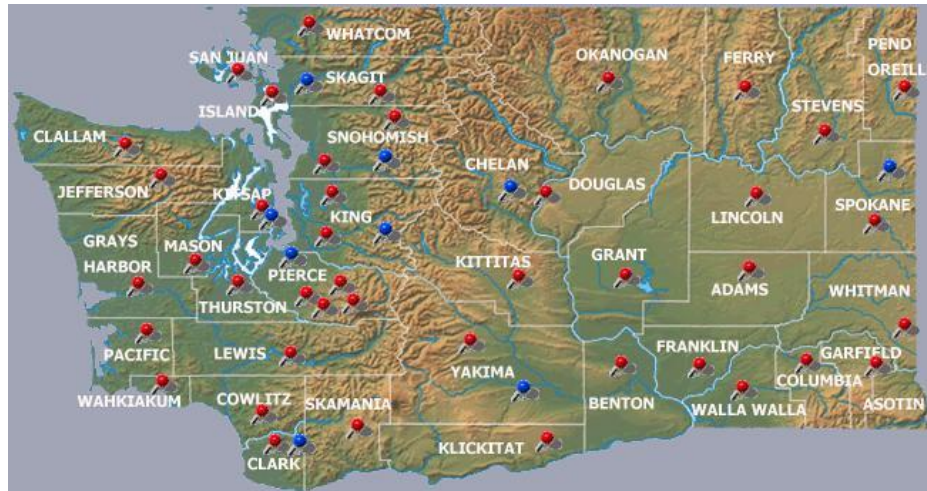 WHATCOM
SAN JUAN
SKAGIT
ISLAND
OKANOGAN
FERRY
PEND
OREILL
STEVENS
CLALLAM
SNOHOMISH
CHELAN
DOUGLAS
JEFFERSON
KITSAP
KING
LINCOLN
SPOKANE
GRAYS
HARBOR
MASON
PIERCE
KITTITAS
GRANT
ADAMS
WHITMAN
THURSTON
PACIFIC
LEWIS
YAKIMA
FRANKLIN
GARFIELD
COLUMBIA
WAHKIAKUM
COWLITZ
SKAMANIA
BENTON
WALLA WALLA
ASOTIN
KLICKITAT
CLARK